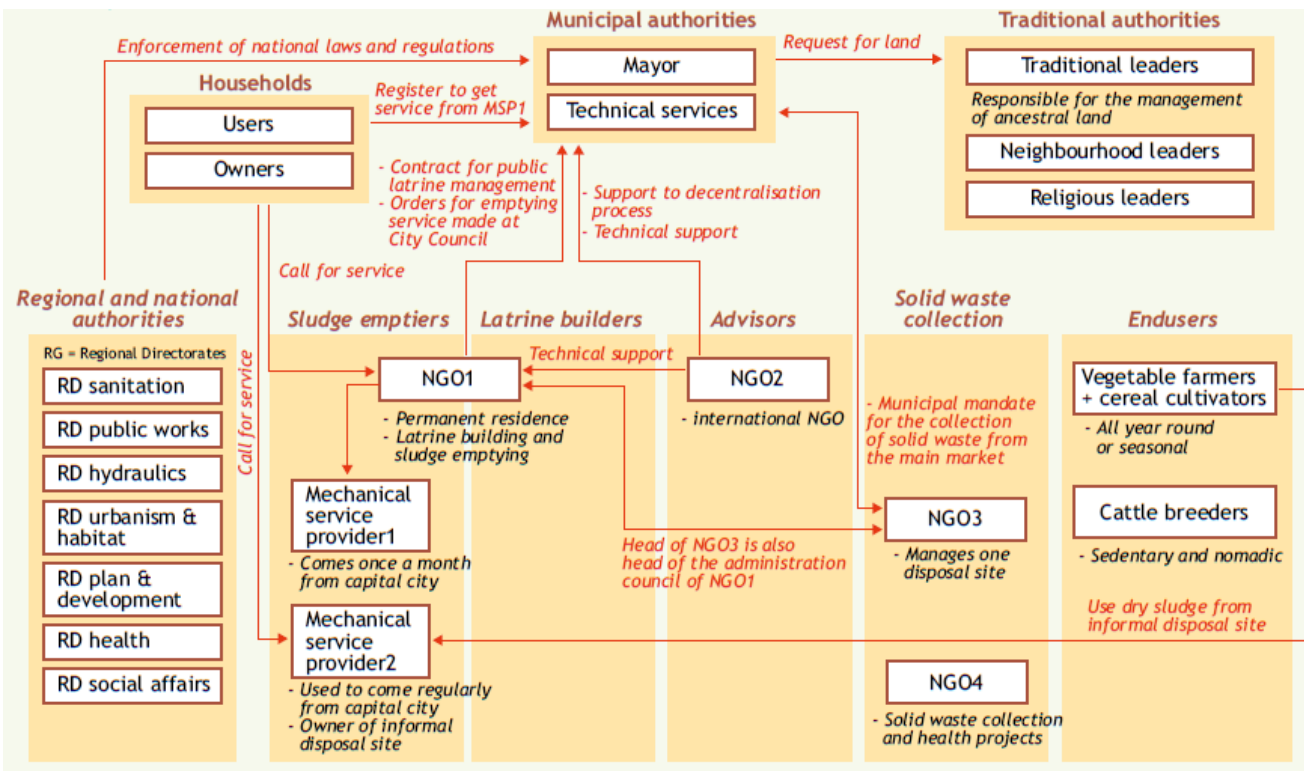 Municipal authorities
Mayor
Technical services
Traditional authorities
Traditional leaders
Responsible for the management
of ancestral land
Neighbourhood leaders
Religious leaders
Enforcement of national laws and regulations
Request for land
Households
Users
Owners
Register to get
service from MSP1
- Contract for public
latrine management
- Orders for emptying
service made at
City Council
- Support to decentralisation
process
- Technical support
Call for service
Call for service
Regional and national
authorities
RG = Regional Directorates
RD sanitation
RD public works
RD hydraulics
RD urbanism &
habitat
RD plan &
development
RD health
RD social affairs
Sludge emptiers
Latrine builders
NGO1
- Permanent residence
- Latrine building and
sludge emptying
Mechanical
service
provider1
- Comes once a month
from capital city
Mechanical
service
provider2
- Used to come regularly
from capital city
- Owner of informal
disposal site
Technical support
Advisors
NGO2
- international NGO
Head of NGO3 is also
head of the administration
council of NGO1
Solid waste
collection
- Municipal mandate
for the collection
of solid waste from
the main market
NGO3
- Manages one
disposal site
NGO4
- Solid waste collection
and health projects
Endusers
Vegetable farmers
+ cereal cultivators
- All year round
or seasonal
Cattle breeders
- Sedentary and nomadic
Use dry sludge from
informal disposal site